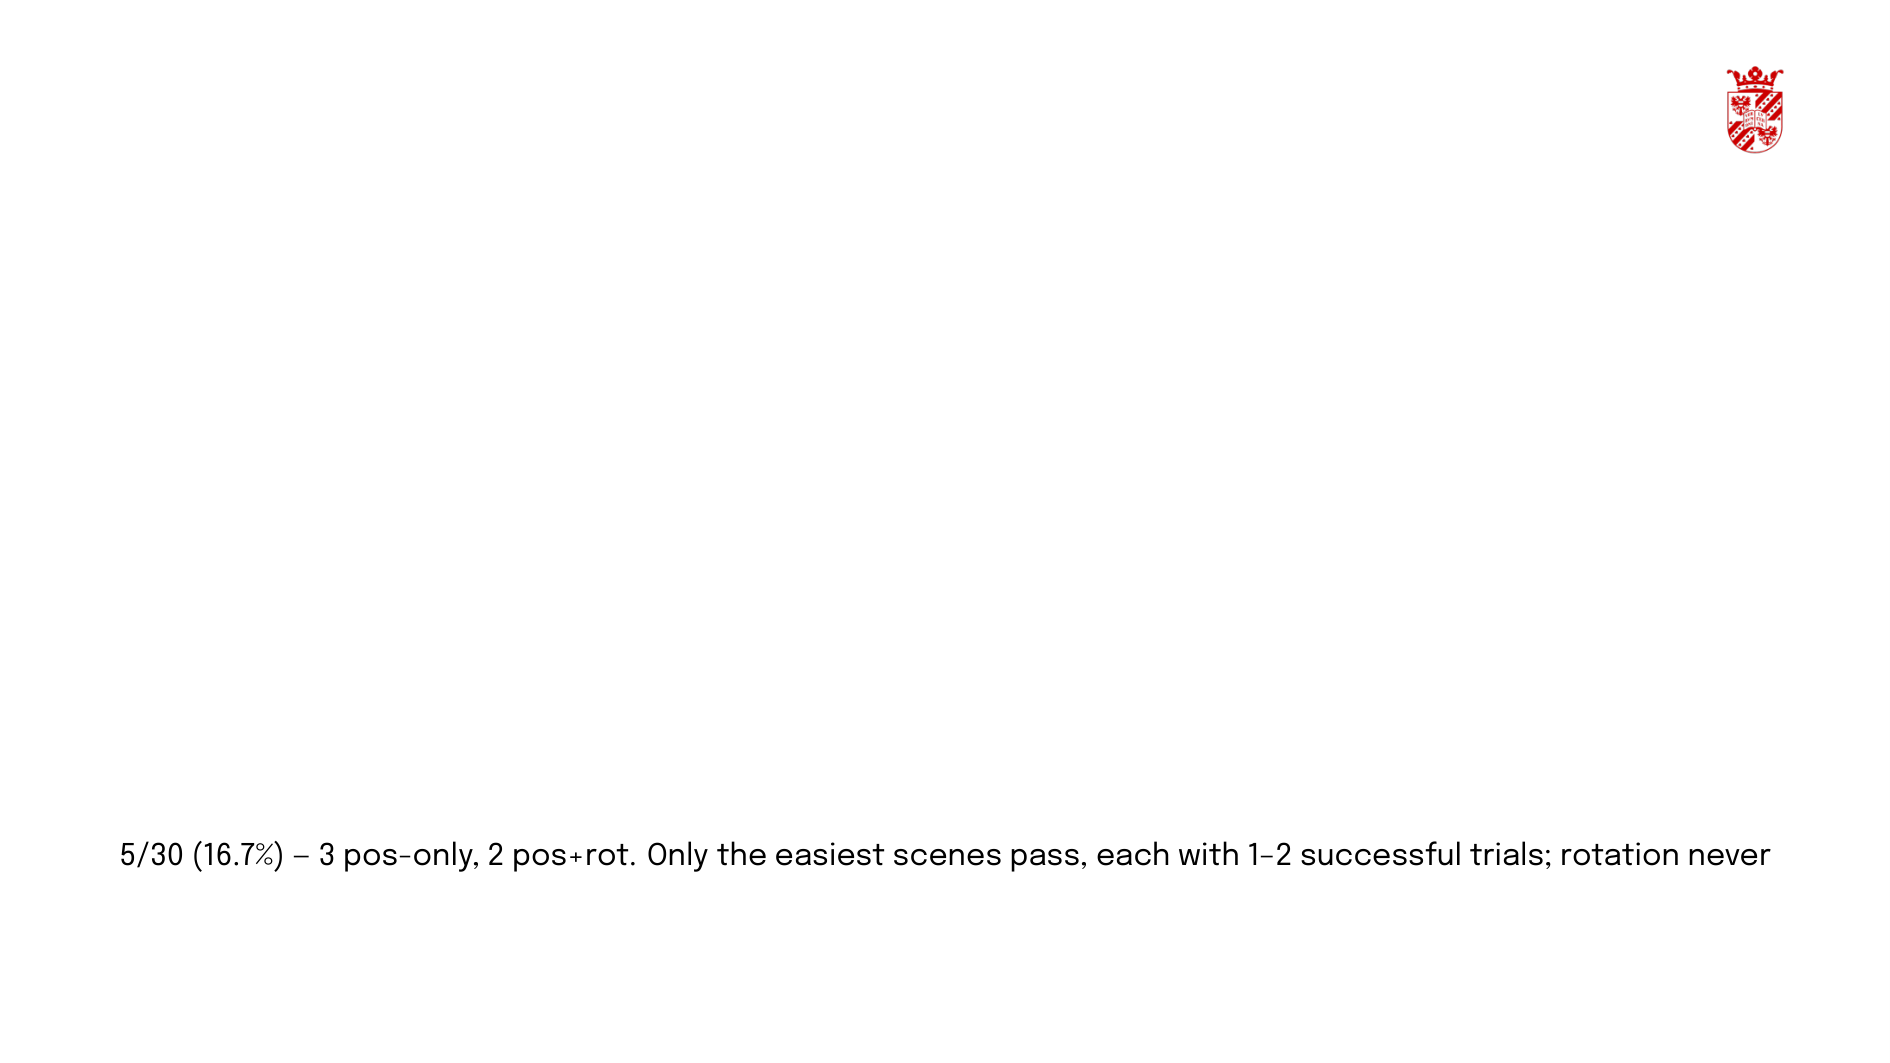 5/30 (16.7%) – 3 pos-only, 2 pos+rot. Only the easiest scenes pass, each with 1–2 successful trials; rotation never